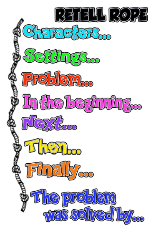 RETELL ROPE
Characters...
Settings...
Problem...
In the beginning...
Next...
Then...
Finally...
The problem
was solved by...